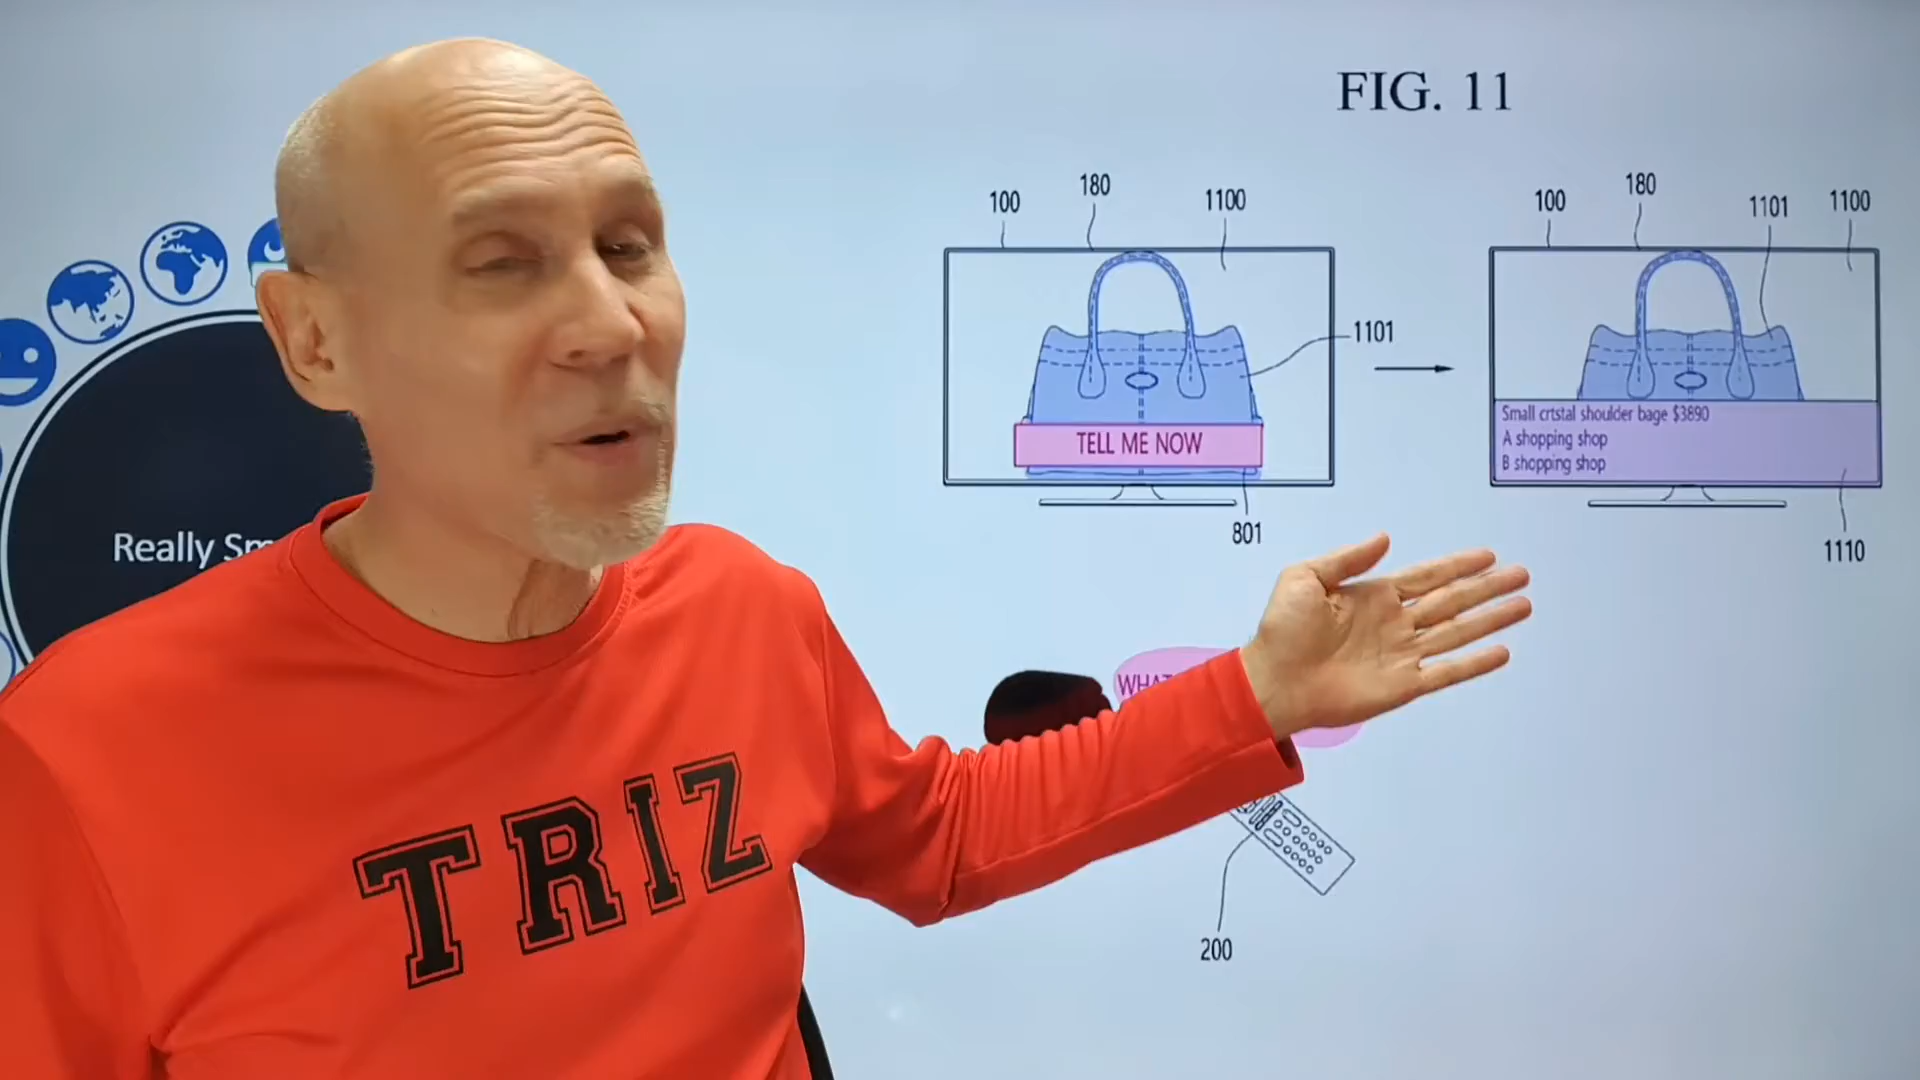 FIG. 11
100
180
1100
1101
TELL ME NOW
801
100
180
1101
1100
Small crtstal shoulder bage $3890
A shopping shop
B shopping shop
1110
Really
TRIZ
200